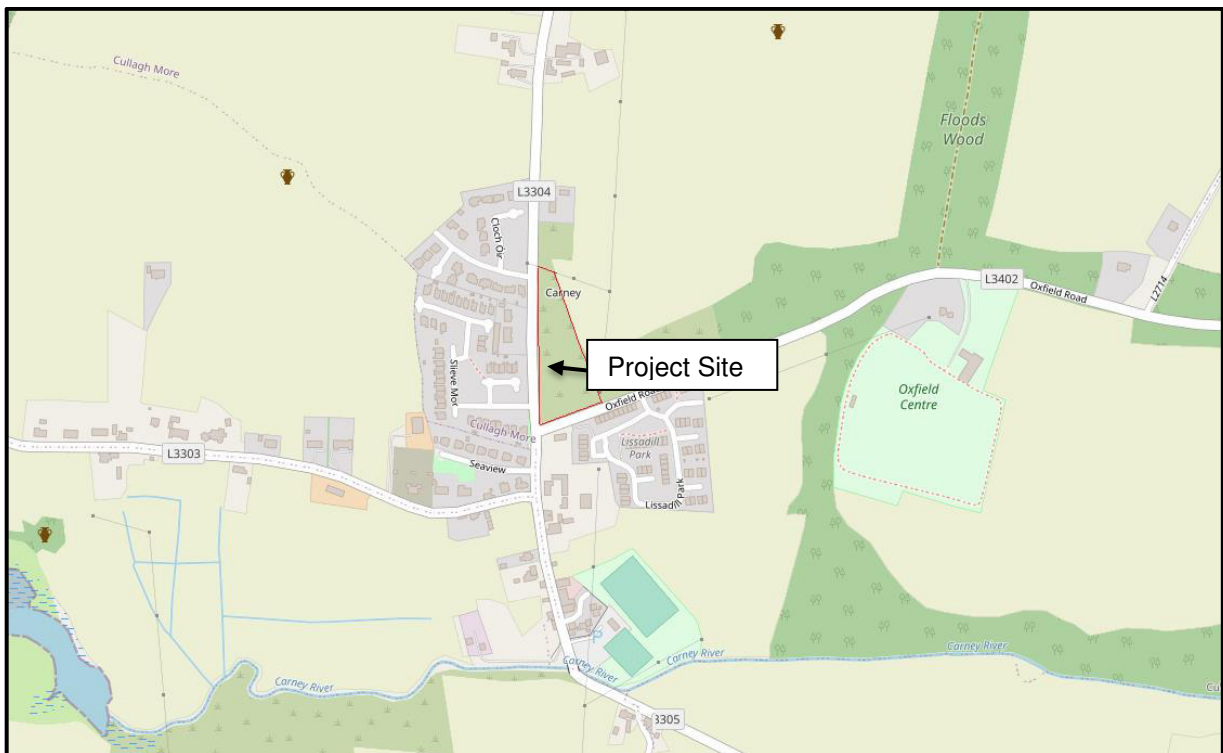 Cullagh More
Floods
Wood
L3304
Cloch Óir
L3402
Oxfield Road
L2714
Carney
Project Site
Slieve Mor
Oxfield
Centre
Oxfield Road
Cullagh More
Lissadill
Park
L3303
Seaview
Lissadill Park
Carney River
Carney River
Carney River
Carney River
3305